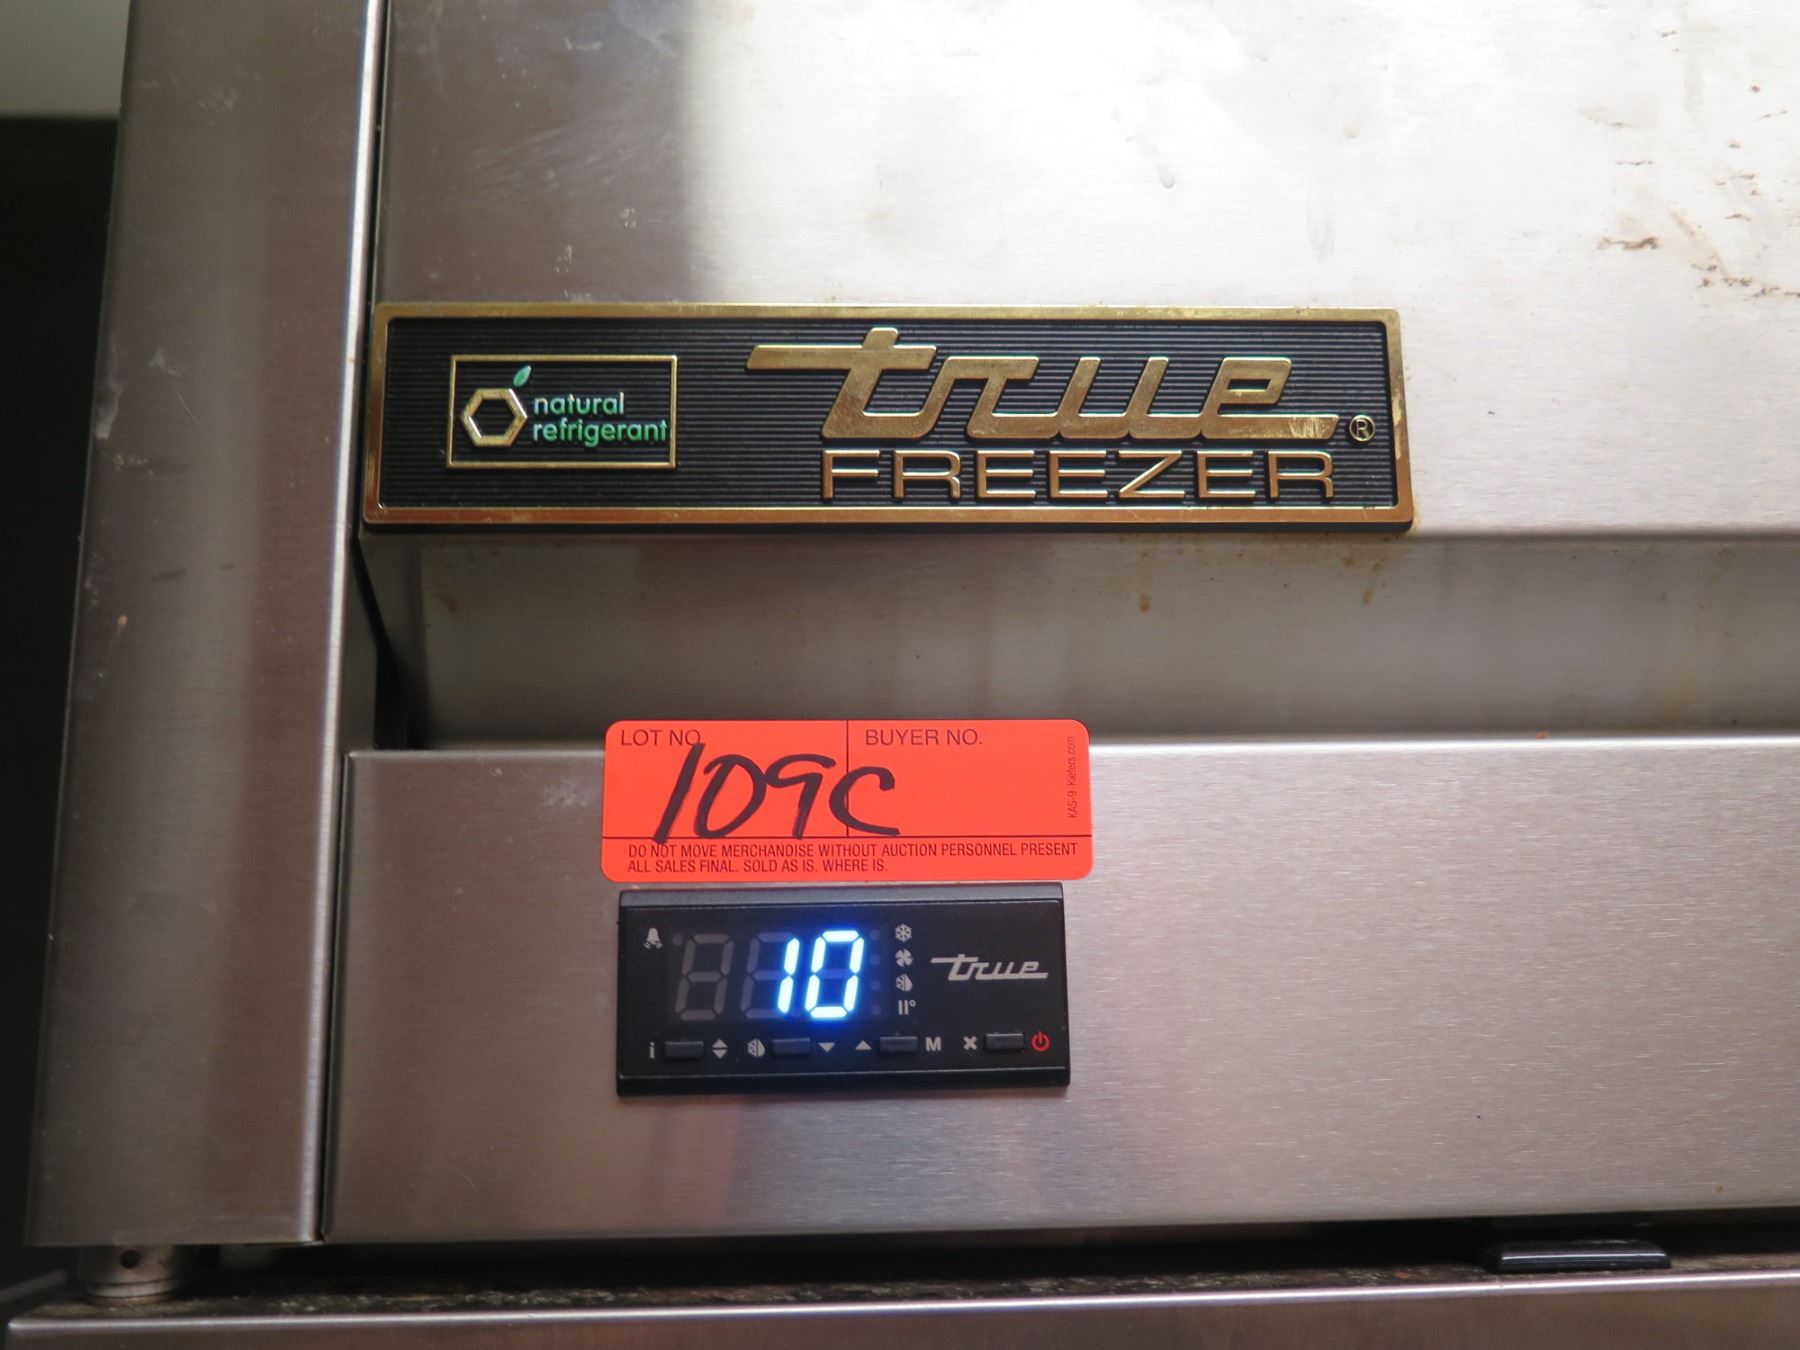 natural
refrigerant
true®
FREEZER
LOT NO.
BUYER NO.
109C
KAS-9 Kiefers.com
DO NOT MOVE MERCHANDISE WITHOUT AUCTION PERSONNEL PRESENT
ALL SALES FINAL. SOLD AS IS. WHERE IS.
10
true
M